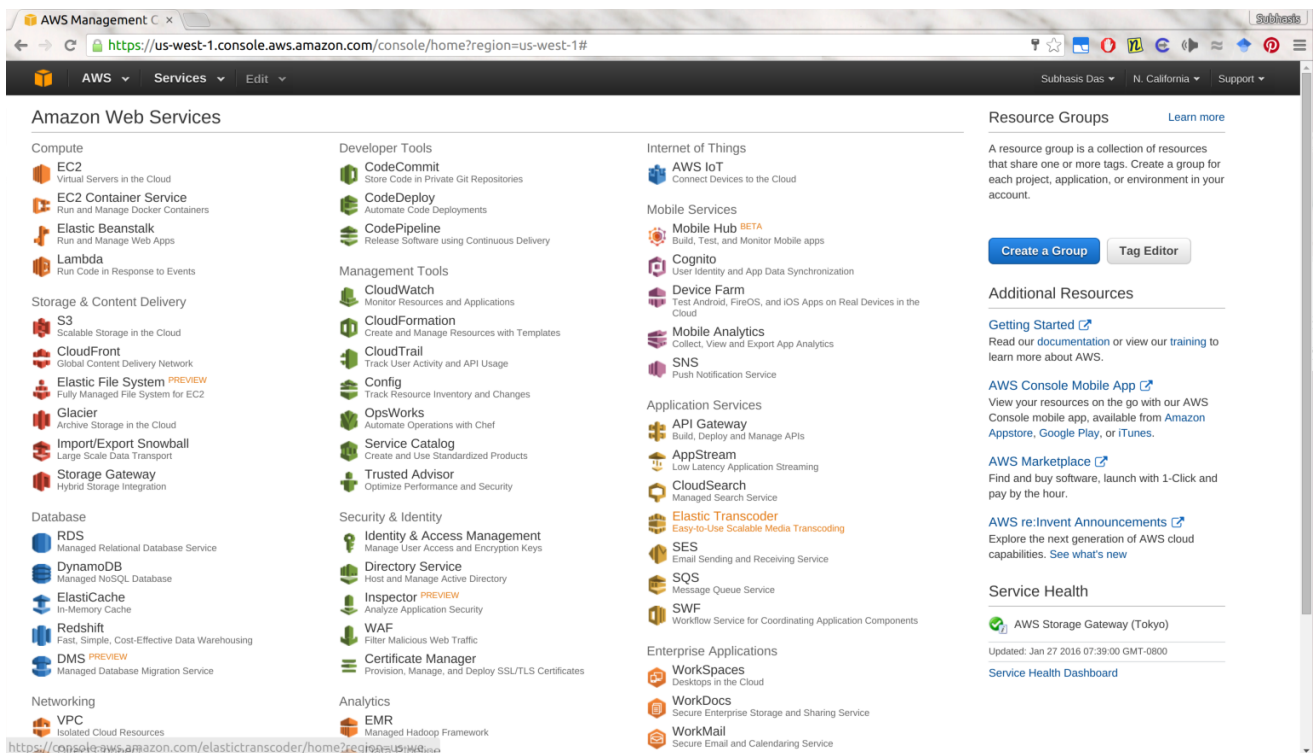 AWS Management C ×
Subhasis
https://us-west-1.console.aws.amazon.com/console/home?region=us-west-1#
AWS Services Edit Subhasis Das N. California Support
Amazon Web Services
Compute
EC2
Virtual Servers in the Cloud
EC2 Container Service
Run and Manage Docker Containers
Elastic Beanstalk
Run and Manage Web Apps
Lambda
Run Code in Response to Events
Storage & Content Delivery
S3
Scalable Storage in the Cloud
CloudFront
Global Content Delivery Network
Elastic File System PREVIEW
Fully Managed File System for EC2
Glacier
Archive Storage in the Cloud
Import/Export Snowball
Large Scale Data Transport
Storage Gateway
Hybrid Storage Integration
Database
RDS
Managed Relational Database Service
DynamoDB
Managed NoSQL Database
ElastiCache
In-Memory Cache
Redshift
Fast, Simple, Cost-Effective Data Warehousing
DMS PREVIEW
Managed Database Migration Service
Networking
VPC
Isolated Cloud Resources
Developer Tools
CodeCommit
Store Code in Private Git Repositories
CodeDeploy
Automate Code Deployments
CodePipeline
Release Software using Continuous Delivery
Management Tools
CloudWatch
Monitor Resources and Applications
CloudFormation
Create and Manage Resources with Templates
CloudTrail
Track User Activity and API Usage
Config
Track Resource Inventory and Changes
OpsWorks
Automate Operations with Chef
Service Catalog
Create and Use Standardized Products
Trusted Advisor
Optimize Performance and Security
Security & Identity
Identity & Access Management
Manage User Access and Encryption Keys
Directory Service
Host and Manage Active Directory
Inspector PREVIEW
Analyze Application Security
WAF
Filter Malicious Web Traffic
Certificate Manager
Provision, Manage, and Deploy SSL/TLS Certificates
Analytics
EMR
Managed Hadoop Framework
Internet of Things
AWS IoT
Connect Devices to the Cloud
Mobile Services
Mobile Hub BETA
Build, Test, and Monitor Mobile apps
Cognito
User Identity and App Data Synchronization
Device Farm
Test Android, FireOS, and iOS Apps on Real Devices in the
Cloud
Mobile Analytics
Collect, View and Export App Analytics
SNS
Push Notification Service
Application Services
API Gateway
Build, Deploy and Manage APIs
AppStream
Low Latency Application Streaming
CloudSearch
Managed Search Service
Elastic Transcoder
Easy-to-Use Scalable Media Transcoding
SES
Email Sending and Receiving Service
SQS
Message Queue Service
SWF
Workflow Service for Coordinating Application Components
Enterprise Applications
WorkSpaces
Desktops in the Cloud
WorkDocs
Secure Enterprise Storage and Sharing Service
WorkMail
Secure Email and Calendaring Service
Resource Groups Learn more
A resource group is a collection of resources
that share one or more tags. Create a group for
each project, application, or environment in your
account.
Create a Group Tag Editor
Additional Resources
Getting Started
Read our documentation or view our training to
learn more about AWS.
AWS Console Mobile App
View your resources on the go with our AWS
Console mobile app, available from Amazon
Appstore, Google Play, or iTunes.
AWS Marketplace
Find and buy software, launch with 1-Click and
pay by the hour.
AWS re:Invent Announcements
Explore the next generation of AWS cloud
capabilities. See what's new
Service Health
AWS Storage Gateway (Tokyo)
Updated: Jan 27 2016 07:39:00 GMT-0800
Service Health Dashboard
https://console.aws.amazon.com/elastictranscoder/home?region=us-we...